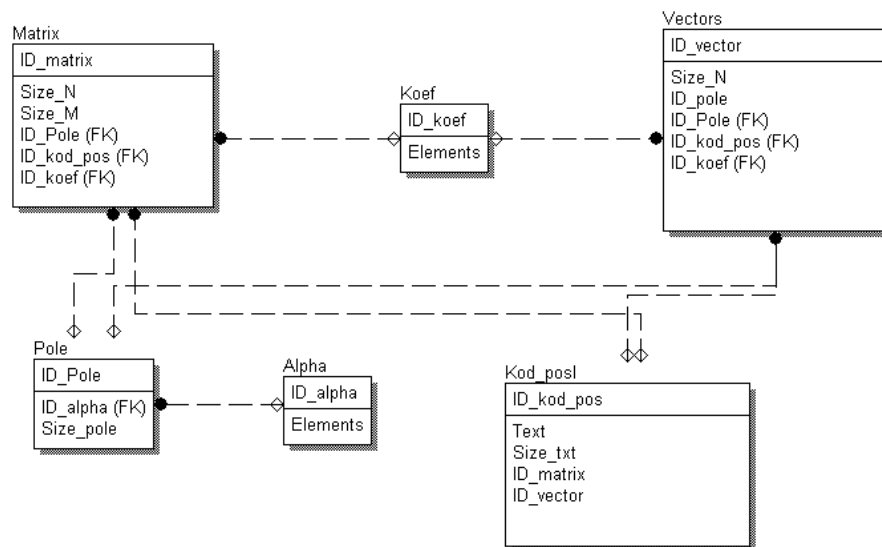 Matrix
ID_matrix
Size_N
Size_M
ID_Pole (FK)
ID_kod_pos (FK)
ID_koef (FK)
Koef
ID_koef
Elements
Vectors
ID_vector
Size_N
ID_pole
ID_Pole (FK)
ID_kod_pos (FK)
ID_koef (FK)
Pole
ID_Pole
ID_alpha (FK)
Size_pole
Alpha
ID_alpha
Elements
Kod_posl
ID_kod_pos
Text
Size_txt
ID_matrix
ID_vector